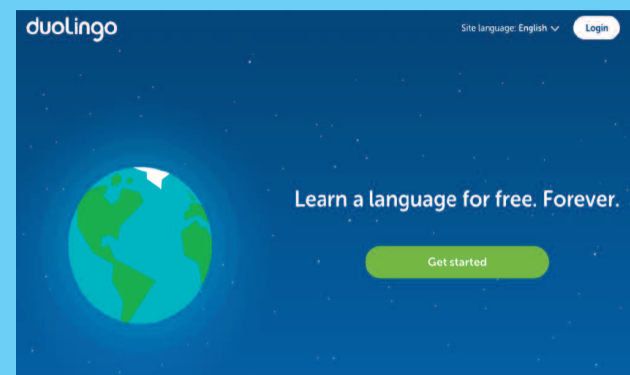 duolingo
Site language: English
Login
Learn a language for free. Forever.
Get started